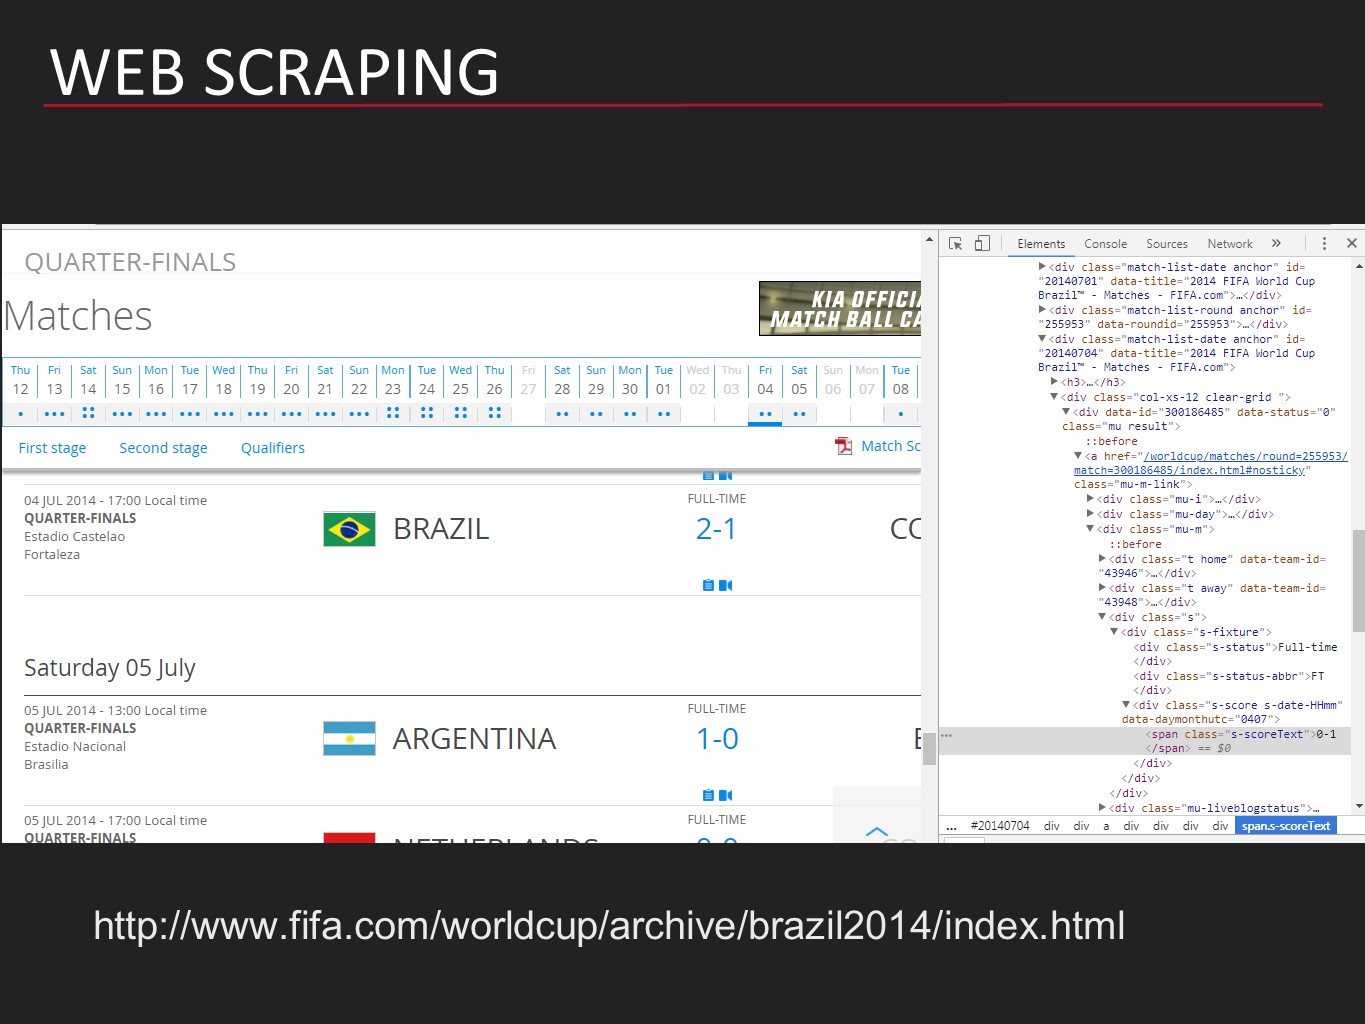 WEB SCRAPING
QUARTER-FINALS
Matches
KIA OFFICIA
MATCH BALL CA
Thu Fri Sat Sun Mon Tue Wed Thu Fri Sat Sun Mon Tue Wed Thu Fri Sat Sun Mon Tue Wed Thu Fri Sat Sun Mon Tue
12 13 14 15 16 17 18 19 20 21 22 23 24 25 26 27 28 29 30 01 02 03 04 05 06 07 08
First stage Second stage Qualifiers Match Sc
04 JUL 2014 - 17:00 Local time
QUARTER-FINALS
Estadio Castelao
Fortaleza
BRAZIL
FULL-TIME
2-1
CO
Saturday 05 July
05 JUL 2014 - 13:00 Local time
QUARTER-FINALS
Estadio Nacional
Brasilia
ARGENTINA
FULL-TIME
1-0
05 JUL 2014 - 17:00 Local time
QUARTER-FINALS
NETHERLANDS
FULL-TIME
0-0
Elements Console Sources Network »
<div class="match-list-date anchor" id=
"20140701" data-title="2014 FIFA World Cup
Brazil™ - Matches - FIFA.com">…</div>
<div class="match-list-round anchor" id=
"255953" data-roundid="255953">…</div>
<div class="match-list-date anchor" id=
"20140704" data-title="2014 FIFA World Cup
Brazil™ - Matches - FIFA.com">
<h3>…</h3>
<div class="col-xs-12 clear-grid ">
<div data-id="300186485" data-status="0"
class="mu result">
::before
<a href="/worldcup/matches/round=255953/
match=300186485/index.html#nosticky"
class="mu-m-link">
<div class="mu-i">…</div>
<div class="mu-day">…</div>
<div class="mu-m">
::before
<div class="t home" data-team-id=
"43946">…</div>
<div class="t away" data-team-id=
"43948">…</div>
<div class="s">
<div class="s-fixture">
<div class="s-status">Full-time
</div>
<div class="s-status-abbr">FT
</div>
<div class="s-score s-date-HHmm"
data-daymonthutc="0407">
<span class="s-scoreText">0-1
</span> == $0
</div>
</div>
</div>
<div class="mu-liveblogstatus">…
... #20140704 div div a div div div div span.s-scoreText
http://www.fifa.com/worldcup/archive/brazil2014/index.html